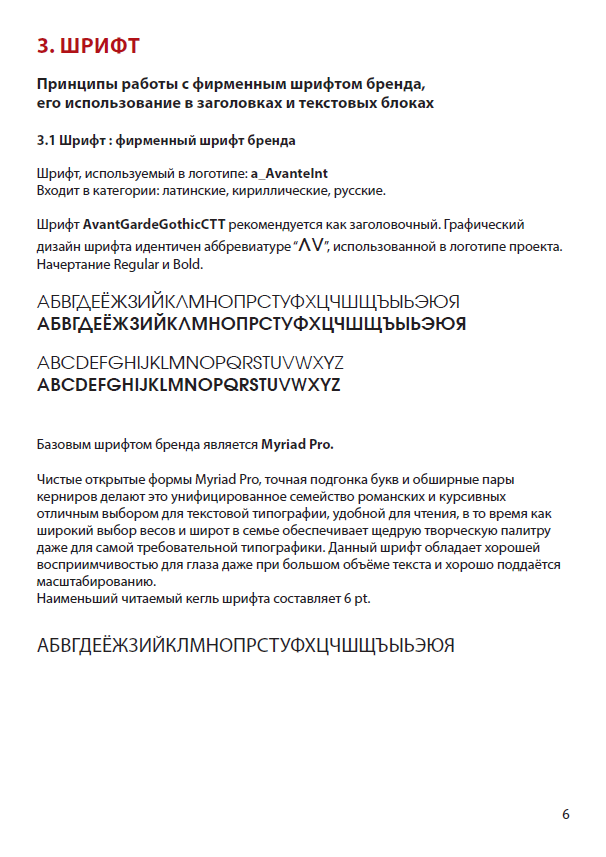 3. ШРИФТ
Принципы работы с фирменным шрифтом бренда,
его использование в заголовках и текстовых блоках
3.1 Шрифт : фирменный шрифт бренда
Шрифт, используемый в логотипе: a_AvanteInt
Входит в категории: латинские, кириллические, русские.
Шрифт AvantGardeGothicCTT рекомендуется как заголовочный. Графический
дизайн шрифта идентичен аббревиатуре “ΛV”, использованной в логотипе проекта.
Начертание Regular и Bold.
АБВГДЕЁЖЗИЙКЛМНОПРСТУФХЦЧШЩЪЫЬЭЮЯ
АБВГДЕЁЖЗИЙКЛМНОПРСТУФХЦЧШЩЪЫЬЭЮЯ
ABCDEFGHIJKLMNOPQRSTUVWXYZ
ABCDEFGHIJKLMNOPQRSTUVWXYZ
Базовым шрифтом бренда является Myriad Pro.
Чистые открытые формы Myriad Pro, точная подгонка букв и обширные пары
керниров делают это унифицированное семейство романских и курсивных
отличным выбором для текстовой типографии, удобной для чтения, в то время как
широкий выбор весов и широт в семье обеспечивает щедрую творческую палитру
даже для самой требовательной типографики. Данный шрифт обладает хорошей
восприимчивостью для глаза даже при большом объёме текста и хорошо поддаётся
масштабированию.
Наименьший читаемый кегль шрифта составляет 6 pt.
АБВГДЕЁЖЗИЙКЛМНОПРСТУФХЦЧШЩЪЫЬЭЮЯ
6